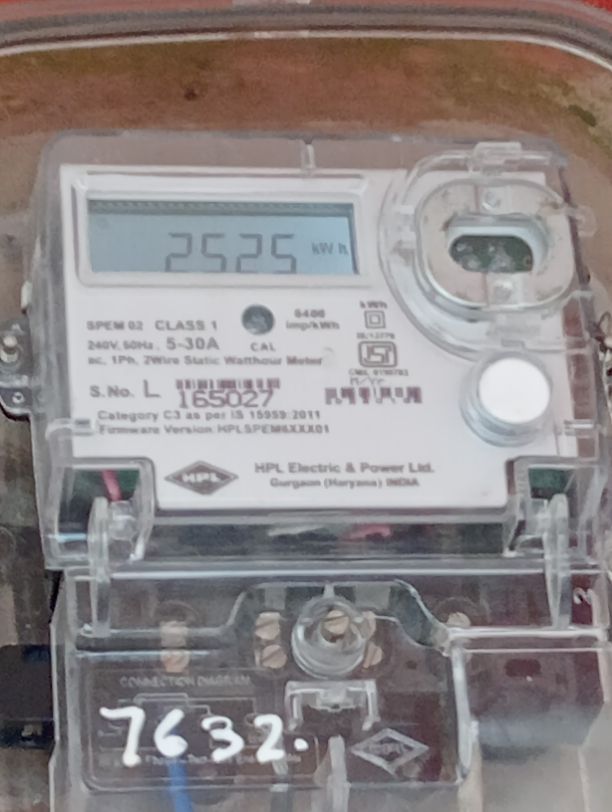 2525 kWh
SPEM 02 CLASS 1
6400
imp/kWh
kWh
240V, 50Hz, 5-30A
CAL
ac, 1Ph, 2Wire Static Watthour Meter
S.No. L 165027
Category C3 as per IS 15959:2011
Firmware Version HPLSPEM6XXX01
HPL
HPL Electric & Power Ltd.
Gurgaon (Haryana) INDIA
CONNECTION DIAGRAM
7632.
HPL